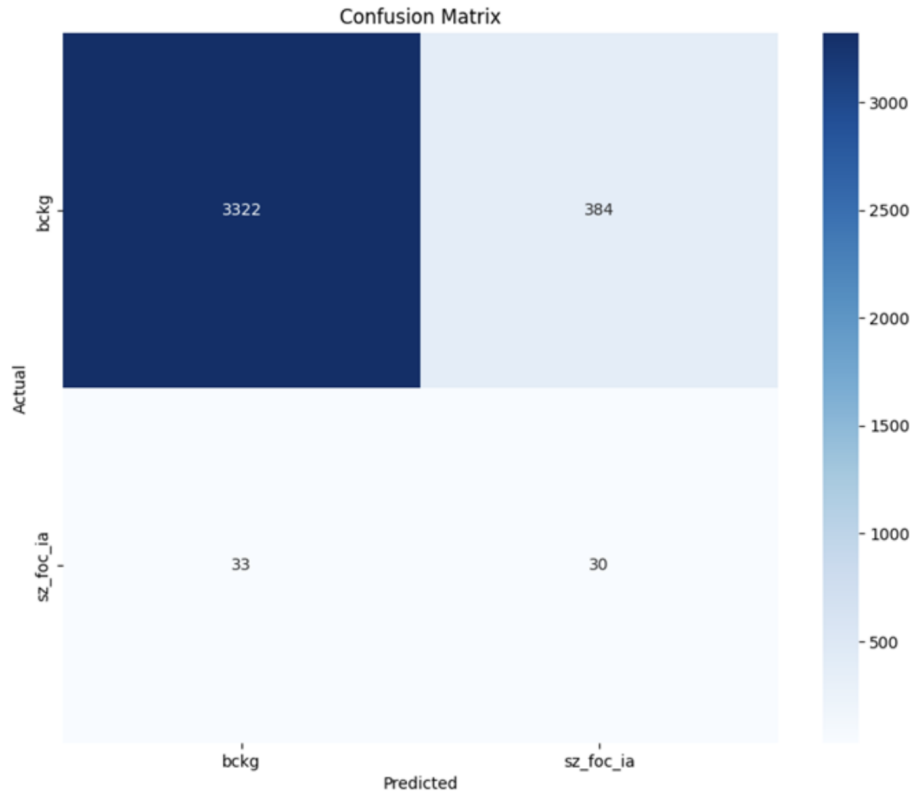 Confusion Matrix
bckg
3322
384
3000
2500
2000
1500
1000
500
Actual
sz_foc_ia
33
30
bckg
sz_foc_ia
Predicted